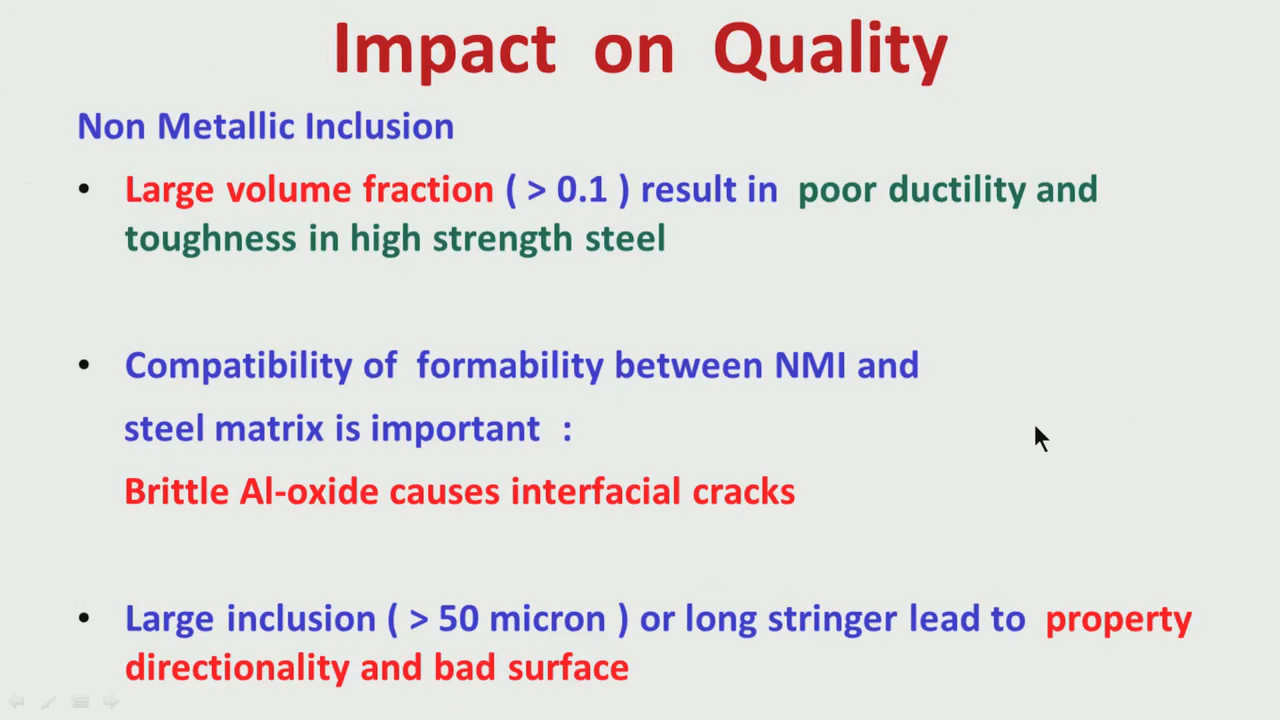 Impact on Quality
Non Metallic Inclusion
• Large volume fraction ( > 0.1 ) result in poor ductility and
toughness in high strength steel
• Compatibility of formability between NMI and
steel matrix is important :
Brittle Al-oxide causes interfacial cracks
• Large inclusion ( > 50 micron ) or long stringer lead to property
directionality and bad surface